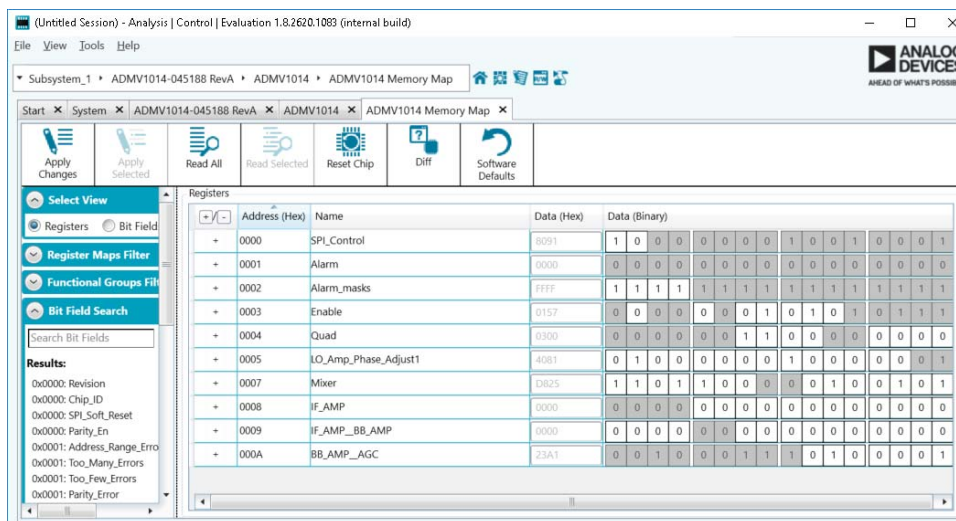 (Untitled Session) - Analysis | Control | Evaluation 1.8.2620.1083 (internal build)
File View Tools Help
ANALOG
DEVICES
AHEAD OF WHAT'S POSSIBLE
Subsystem_1 ADMV1014-045188 RevA ADMV1014 ADMV1014 Memory Map
Start System ADMV1014-045188 RevA ADMV1014 ADMV1014 Memory Map
Apply Changes Apply Selected Read All Read Selected Reset Chip Diff Software Defaults
Select View
Registers Bit Field
Register Maps Filter
Functional Groups Filt
Bit Field Search
Search Bit Fields
Results:
0x0000: Revision
0x0000: Chip_ID
0x0000: SPI_Soft_Reset
0x0000: Parity_En
0x0001: Address_Range_Erro
0x0001: Too_Many_Errors
0x0001: Too_Few_Errors
0x0001: Parity_Error
Registers
+/- Address (Hex) Name Data (Hex) Data (Binary)
+ 0000 SPI_Control 8091 1 0 0 0 0 0 0 0 1 0 0 1 0 0 0 1
+ 0001 Alarm 0000 0 0 0 0 0 0 0 0 0 0 0 0 0 0 0 0
+ 0002 Alarm_masks FFFF 1 1 1 1 1 1 1 1 1 1 1 1 1 1 1 1
+ 0003 Enable 0157 0 0 0 0 0 0 0 1 0 1 0 1 0 1 1 1
+ 0004 Quad 0300 0 0 0 0 0 0 1 1 0 0 0 0 0 0 0 0
+ 0005 LO_Amp_Phase_Adjust1 4081 0 1 0 0 0 0 0 0 1 0 0 0 0 0 0 1
+ 0007 Mixer D825 1 1 0 1 1 0 0 0 0 0 1 0 0 1 0 1
+ 0008 IF_AMP 0000 0 0 0 0 0 0 0 0 0 0 0 0 0 0 0 0
+ 0009 IF_AMP__BB_AMP 0000 0 0 0 0 0 0 0 0 0 0 0 0 0 0 0 0
+ 000A BB_AMP__AGC 23A1 0 0 1 0 0 0 1 1 1 0 1 0 0 0 0 1